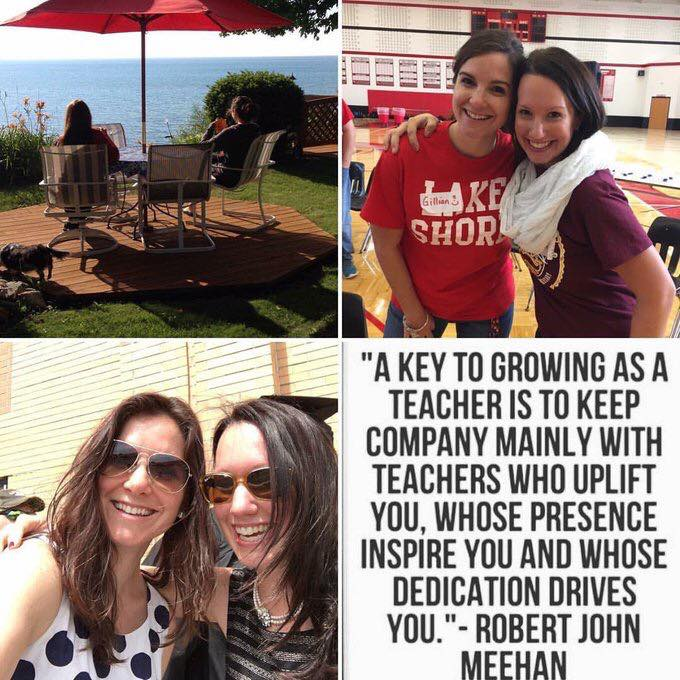 LAKE
Gillian
SHOR
"A KEY TO GROWING AS A
TEACHER IS TO KEEP
COMPANY MAINLY WITH
TEACHERS WHO UPLIFT
YOU, WHOSE PRESENCE
INSPIRE YOU AND WHOSE
DEDICATION DRIVES
YOU."- ROBERT JOHN
MEEHAN